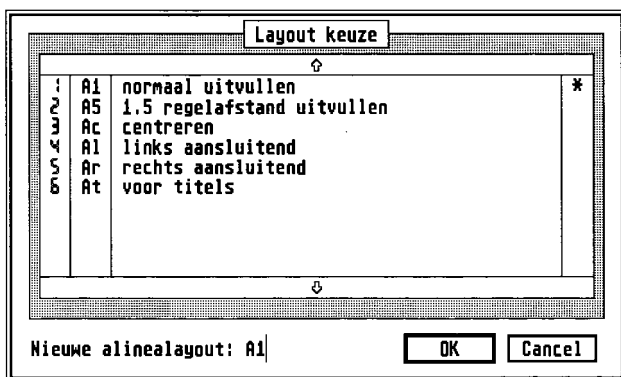 Layout keuze
1 A1 normaal uitvullen *
2 A5 1.5 regelafstand uitvullen
3 Ac centreren
4 Al links aansluitend
5 Ar rechts aansluitend
6 At voor titels
Nieuwe alinealayout: A1 OK Cancel